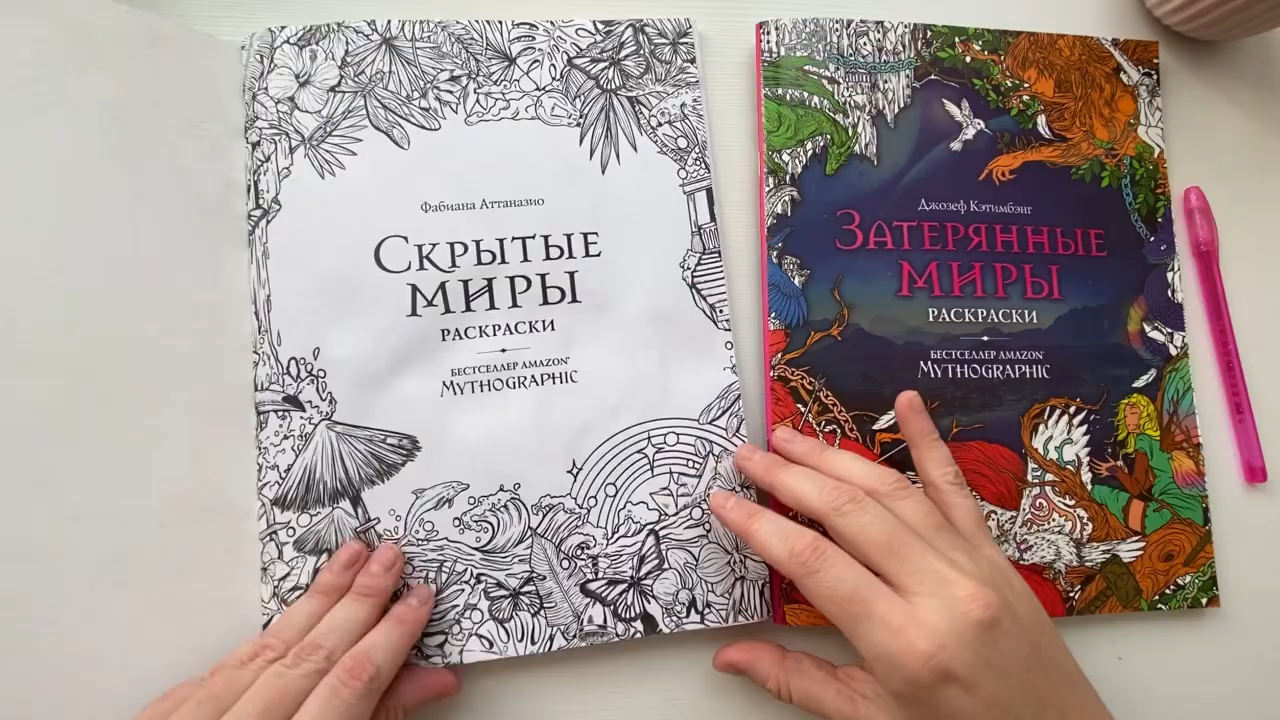 Фабиана Аттаназио
Скрытые
миры
раскраски
бестселлер Amazon
Mythographic
Джозеф Кэтимбэнг
Затерянные
миры
раскраски
бестселлер Amazon
Mythographic